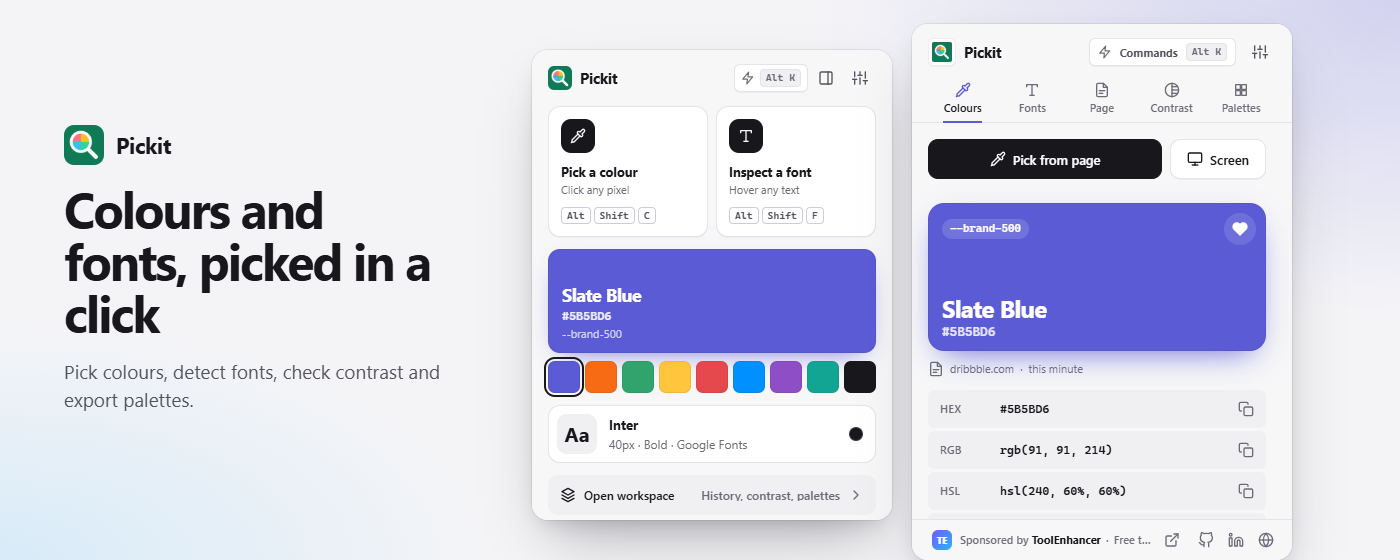 Pickit
Colours and
fonts, picked in a
click
Pick colours, detect fonts, check contrast and
export palettes.
Pickit
Alt K
Pick a colour
Click any pixel
Alt Shift C
Inspect a font
Hover any text
Alt Shift F
Slate Blue
#5B5BD6
--brand-500
Aa
Inter
40px · Bold · Google Fonts
Open workspace
History, contrast, palettes
Pickit
Commands Alt K
Colours
Fonts
Page
Contrast
Palettes
Pick from page
Screen
--brand-500
Slate Blue
#5B5BD6
dribbble.com · this minute
HEX #5B5BD6
RGB rgb(91, 91, 214)
HSL hsl(240, 60%, 60%)
TE
Sponsored by ToolEnhancer · Free t...